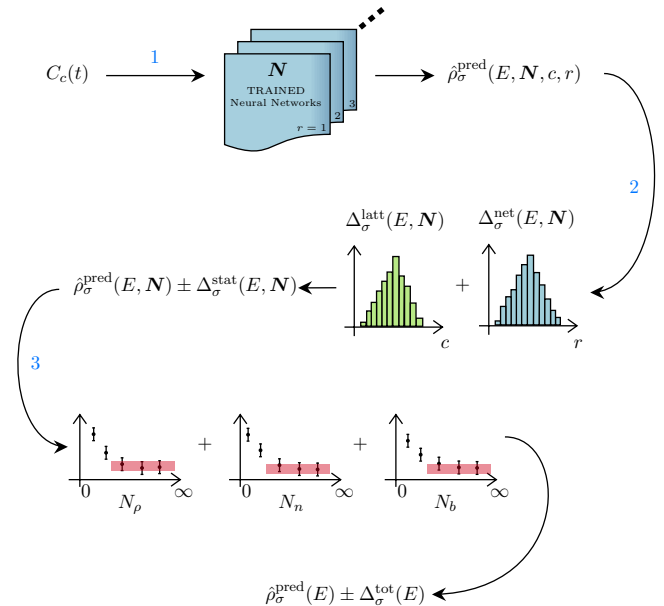 1
C_c(t)
N
TRAINED
Neural Networks
r = 1
2
3
ρ̂_σ^pred(E, N, c, r)
2
Δ_σ^latt(E, N)
Δ_σ^net(E, N)
ρ̂_σ^pred(E, N) ± Δ_σ^stat(E, N)
+
c
r
3
+
+
0
∞
0
∞
0
∞
N_ρ
N_n
N_b
ρ̂_σ^pred(E) ± Δ_σ^tot(E)